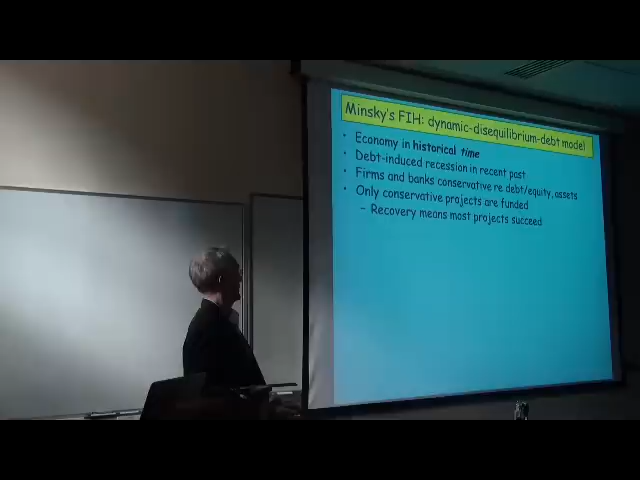 Minsky's FIH: dynamic-disequilibrium-debt model
• Economy in historical time
• Debt-induced recession in recent past
• Firms and banks conservative re debt/equity, assets
• Only conservative projects are funded
– Recovery means most projects succeed